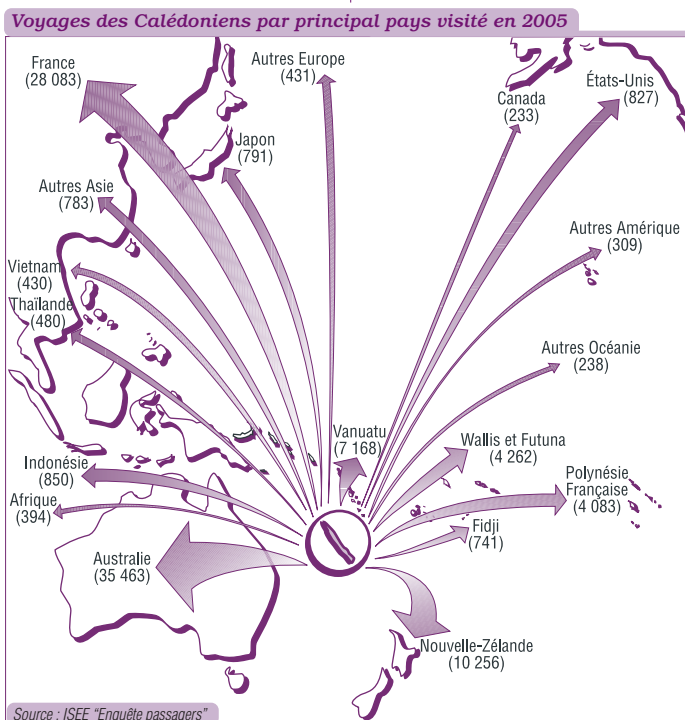 Voyages des Calédoniens par principal pays visité en 2005
France
(28 083)
Autres Europe
(431)
Canada
(233)
États-Unis
(827)
Japon
(791)
Autres Asie
(783)
Autres Amérique
(309)
Vietnam
(430)
Thaïlande
(480)
Autres Océanie
(238)
Vanuatu
(7 168)
Wallis et Futuna
(4 262)
Indonésie
(850)
Polynésie
Française
(4 083)
Afrique
(394)
Fidji
(741)
Australie
(35 463)
Nouvelle-Zélande
(10 256)
Source : ISEE "Enquête passagers"